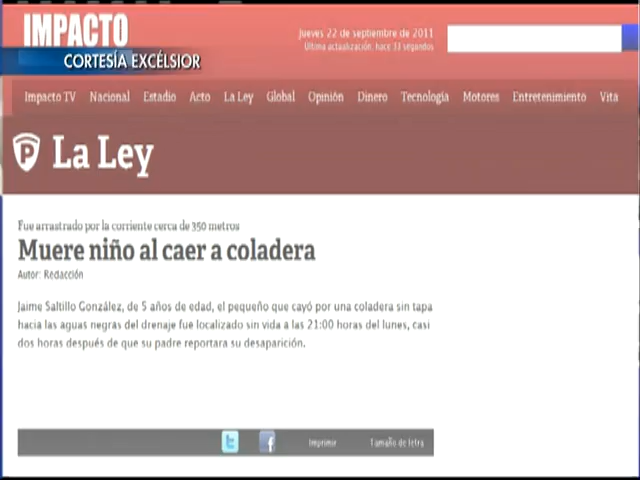 IMPACTO
CORTESÍA EXCÉLSIOR
Jueves 22 de septiembre de 2011
Última actualización: hace 33 segundos
Impacto TV Nacional Estadio Acto La Ley Global Opinión Dinero Tecnología Motores Entretenimiento Vita
P La Ley
Fue arrastrado por la corriente cerca de 350 metros
Muere niño al caer a coladera
Autor: Redacción
Jaime Saltillo González, de 5 años de edad, el pequeño que cayó por una coladera sin tapa
hacia las aguas negras del drenaje fue localizado sin vida a las 21:00 horas del lunes, casi
dos horas después de que su padre reportara su desaparición.
t f Imprimir Tamaño de letra